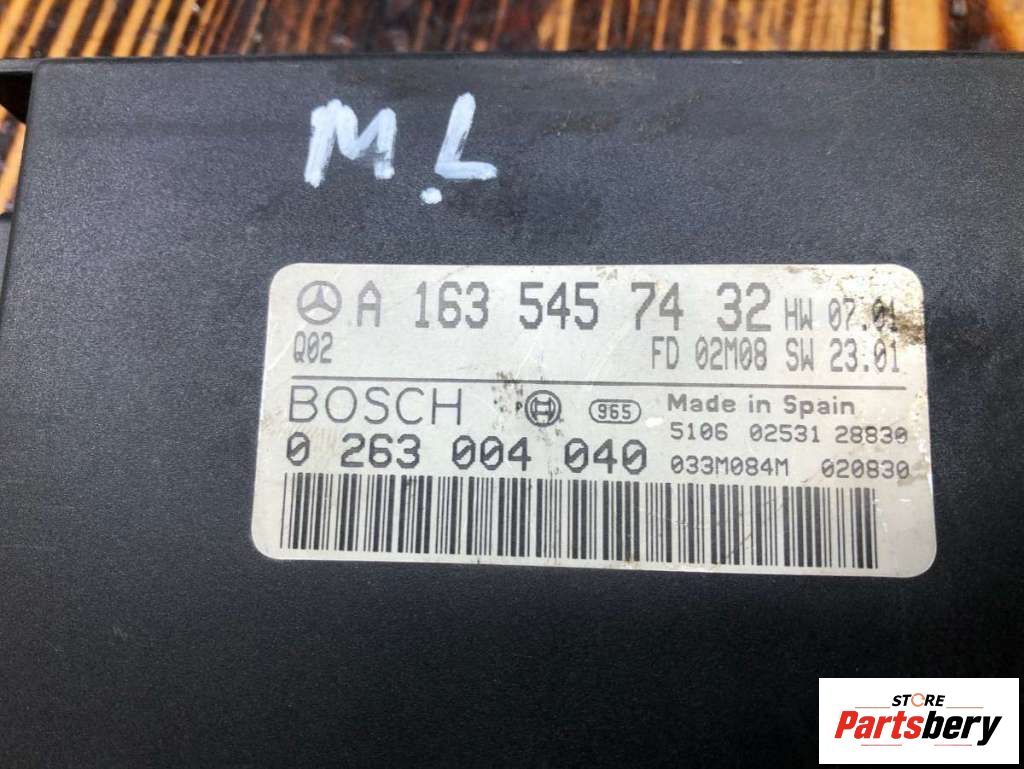 M.L
A 163 545 74 32 HW 07.01
Q02 FD 02M08 SW 23.01
BOSCH P 965 Made in Spain
5106 02531 28830
0 263 004 040 033M084M 020830
STORE
Partsbery